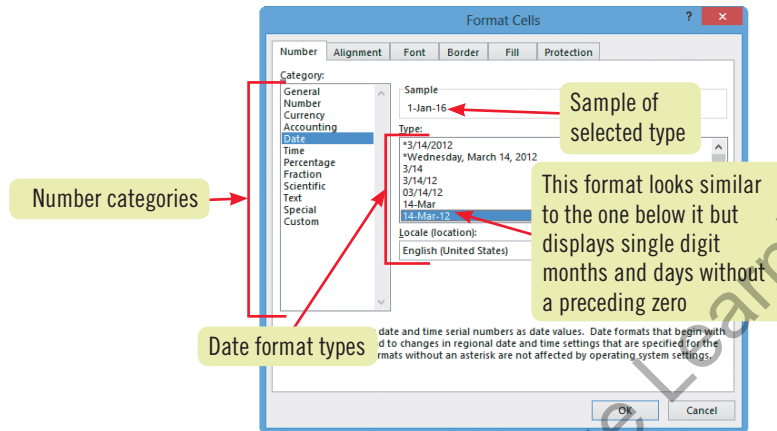 Format Cells
?
×
Number Alignment Font Border Fill Protection
Category:
General
Number
Currency
Accounting
Date
Time
Percentage
Fraction
Scientific
Text
Special
Custom
Sample
1-Jan-16
Type:
*3/14/2012
*Wednesday, March 14, 2012
3/14
3/14/12
03/14/12
14-Mar
14-Mar-12
Locale (location):
English (United States)
date and time serial numbers as date values. Date formats that begin with
d to changes in regional date and time settings that are specified for the
rmats without an asterisk are not affected by operating system settings.
OK Cancel
Number categories
Date format types
Sample of
selected type
This format looks similar
to the one below it but
displays single digit
months and days without
a preceding zero